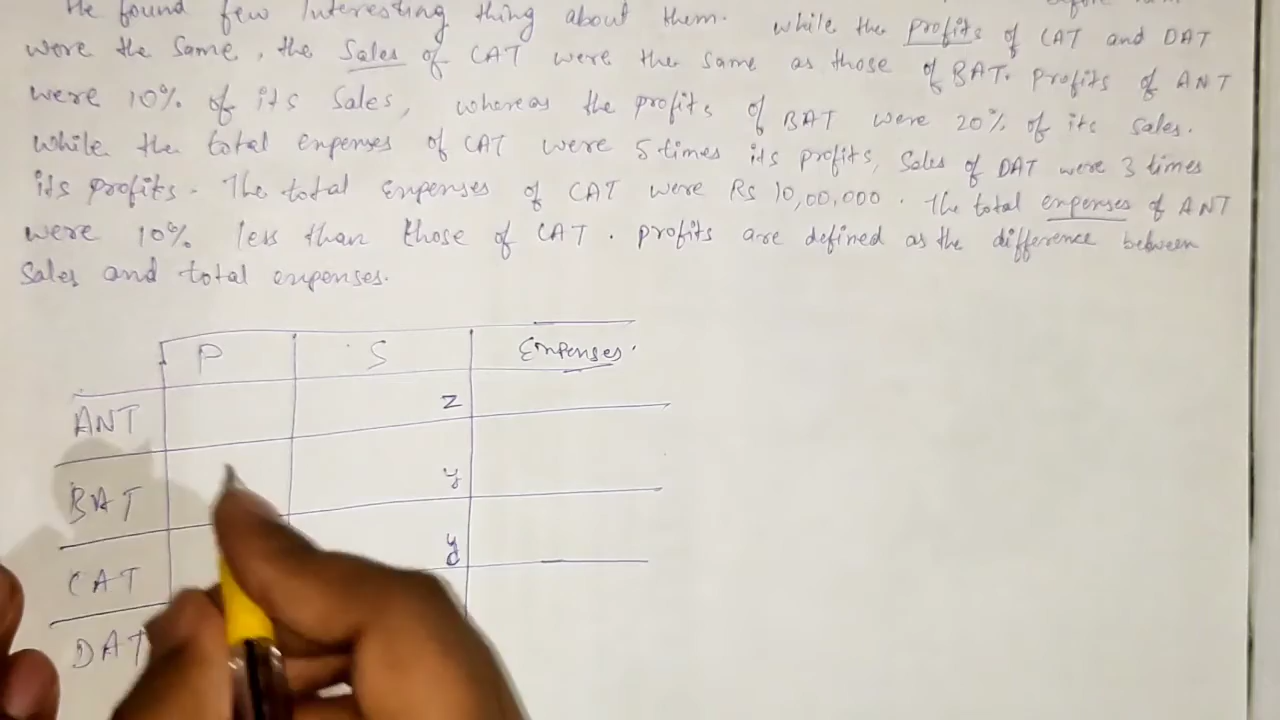 He found few Interesting thing about them. while the profits of CAT and DAT
were the same, the Sales of CAT were the same as those of BAT. Profits of ANT
were 10% of its Sales, whereas the profits of BAT were 20% of its sales.
While the total expenses of CAT were 5 times its profits, Sales of DAT were 3 times
its profits. The total expenses of CAT were Rs 10,00,000. The total expenses of ANT
were 10% less than those of CAT. profits are defined as the difference between
Sales and total expenses.
P S Expenses
ANT z
BAT y
CAT y
DAT